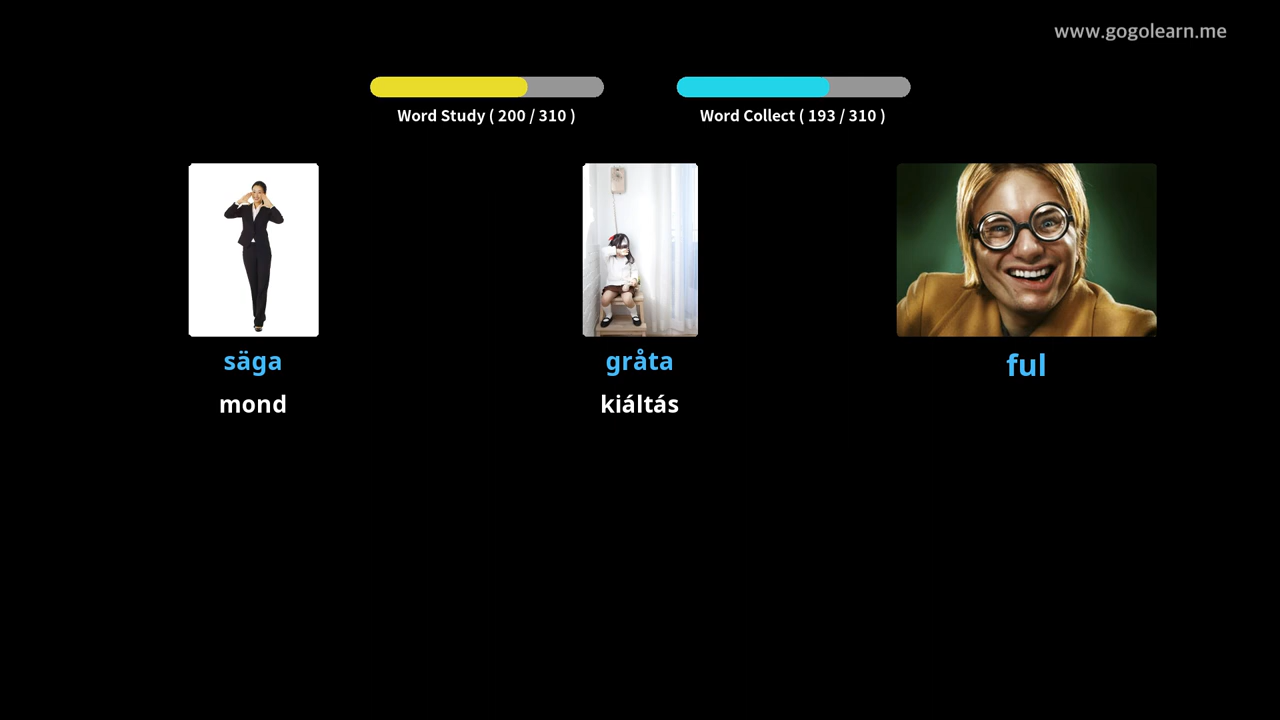 www.gogolearn.me
Word Study ( 200 / 310 )
Word Collect ( 193 / 310 )
säga
gråta
ful
mond
kiáltás